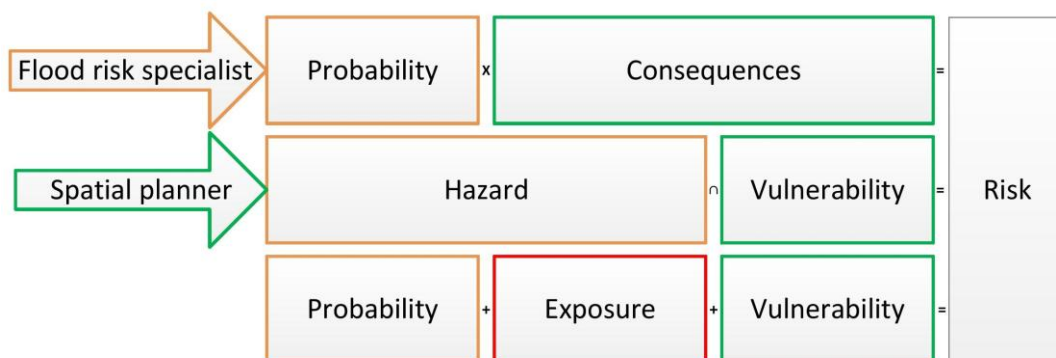 Flood risk specialist Probability x Consequences =
Spatial planner Hazard ∩ Vulnerability = Risk
Probability + Exposure + Vulnerability =